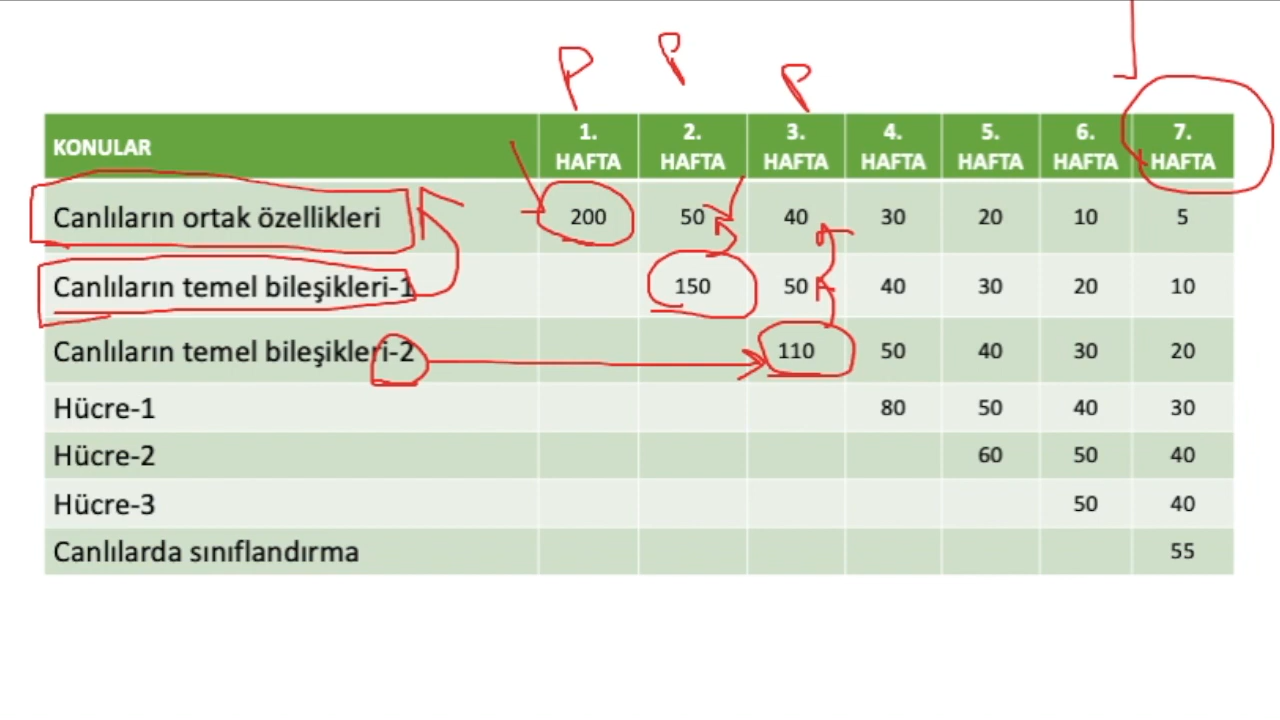 P P P
KONULAR 1. HAFTA 2. HAFTA 3. HAFTA 4. HAFTA 5. HAFTA 6. HAFTA 7. HAFTA
Canlıların ortak özellikleri 200 50 40 30 20 10 5
Canlıların temel bileşikleri-1 150 50 40 30 20 10
Canlıların temel bileşikleri-2 110 50 40 30 20
Hücre-1 80 50 40 30
Hücre-2 60 50 40
Hücre-3 50 40
Canlılarda sınıflandırma 55